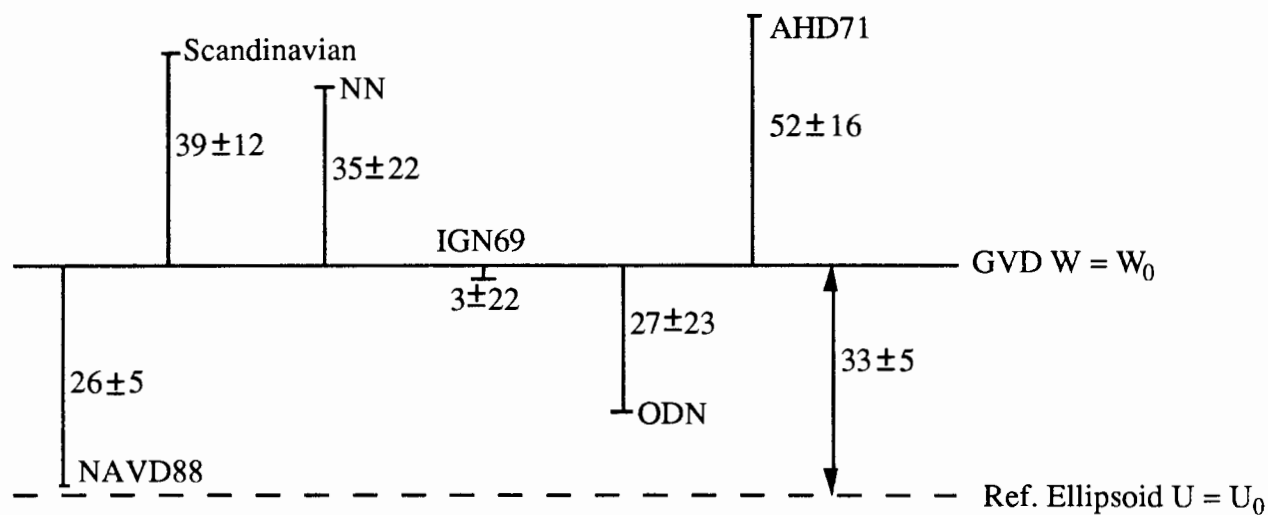 AHD71
Scandinavian
NN
39±12
35±22
52±16
IGN69
GVD W = W₀
3±22
27±23
26±5
33±5
ODN
NAVD88
Ref. Ellipsoid U = U₀